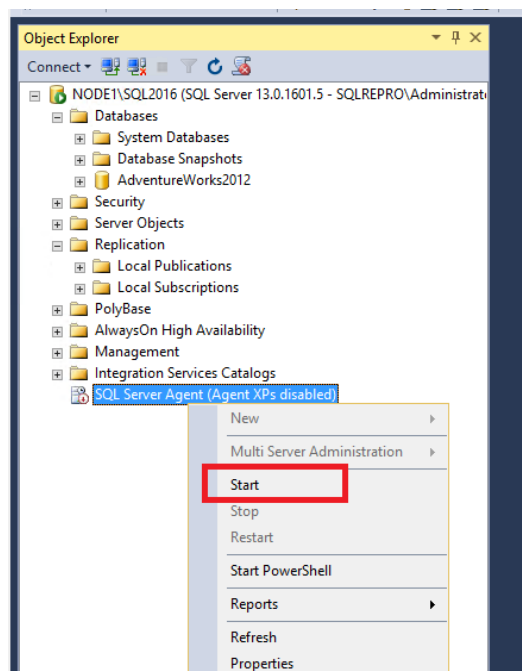 Object Explorer
Connect
NODE1\SQL2016 (SQL Server 13.0.1601.5 - SQLREPRO\Administrat
Databases
System Databases
Database Snapshots
AdventureWorks2012
Security
Server Objects
Replication
Local Publications
Local Subscriptions
PolyBase
AlwaysOn High Availability
Management
Integration Services Catalogs
SQL Server Agent (Agent XPs disabled)
New
Multi Server Administration
Start
Stop
Restart
Start PowerShell
Reports
Refresh
Properties